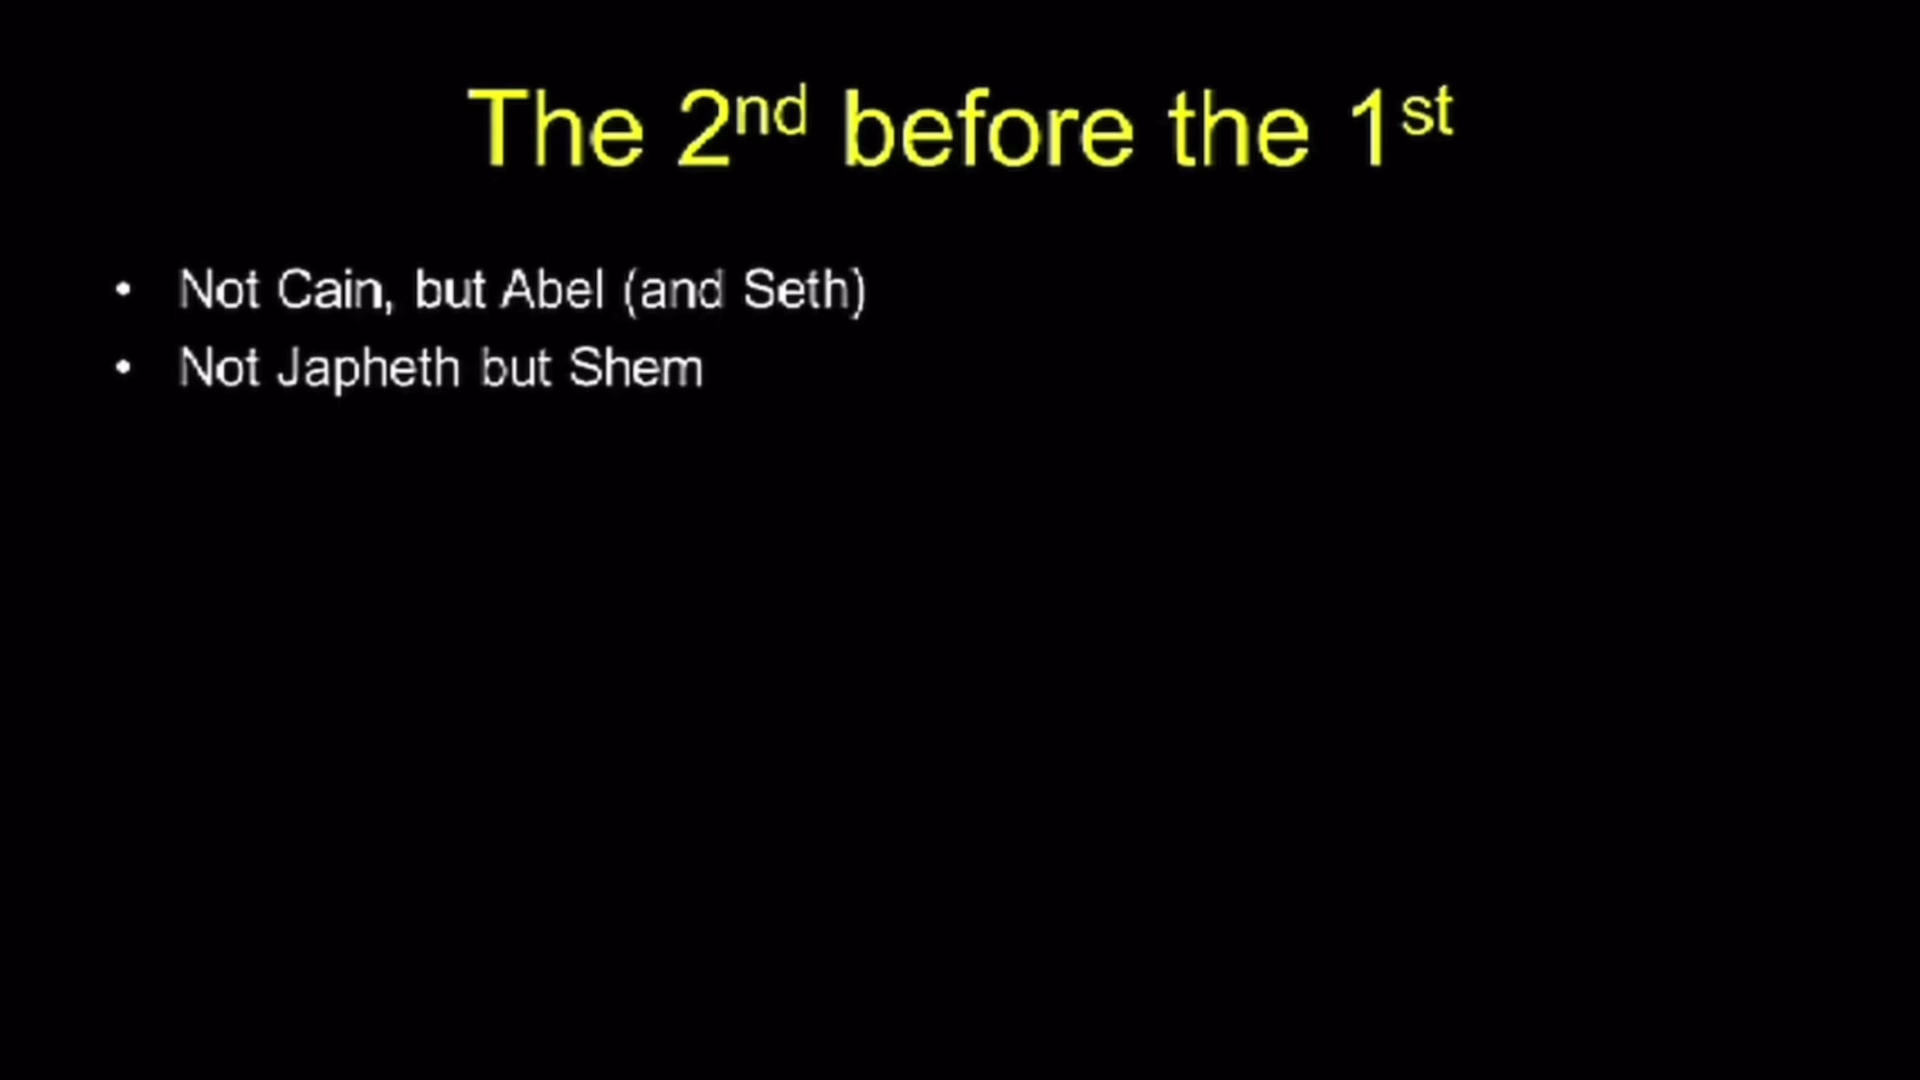 The 2nd before the 1st
• Not Cain, but Abel (and Seth)
• Not Japheth but Shem